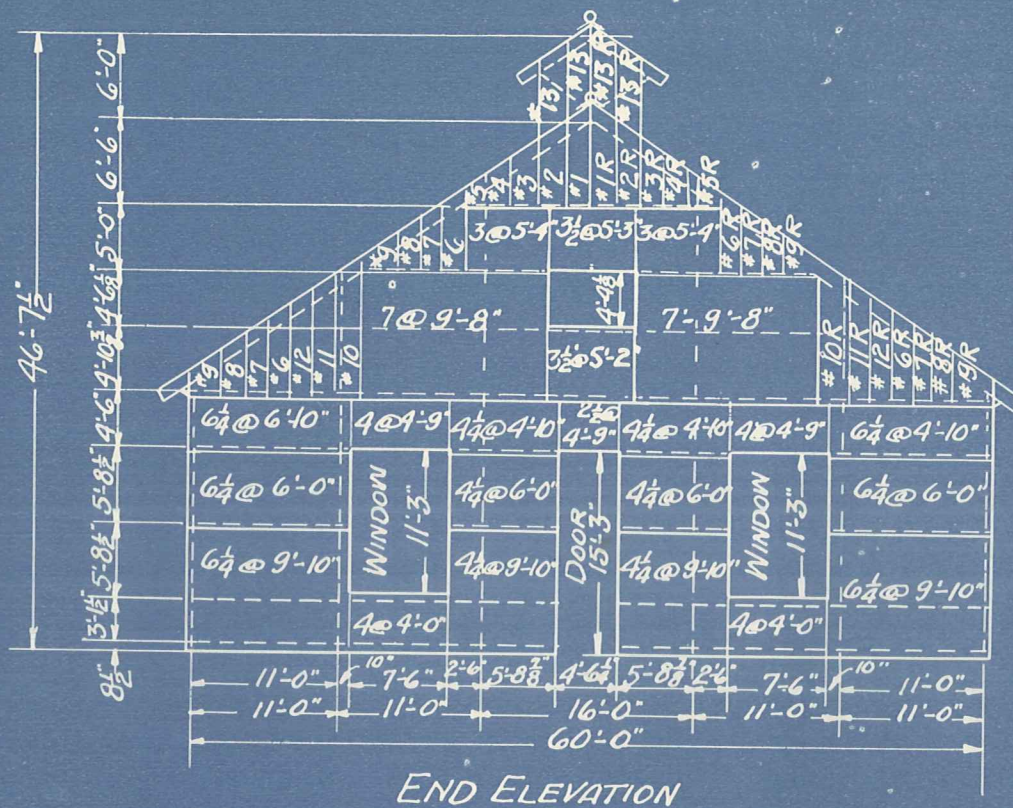 #13 #13 #13R #13R
#5 #4 #3 #2 #1 #1R #2R #3R #4R #5R
3@5'-4" 3½@5'-3" 3@5'-4"
#9 #8 #7 #6 #6R #7R #8R #9R
4'-4⅛"
7@9'-8" 7-9'-8"
3½@5'-2"
#9 #8 #7 #6 #12 #11 #10 #10R #11R #12R #6R #7R #8R #9R
6¼@6'-10" 4@4'-9" 4¼@4'-10" 2½@ 4'-9" 4¼@4'-10" 4@4'-9" 6¼@4'-10"
6¼@6'-0" 4¼@6'-0" 4¼@6'-0" 6¼@6'-0"
WINDOW 11'-3" DOOR 15'-3" WINDOW 11'-3"
6¼@9'-10" 4¼@9'-10" 4¼@9'-10" 6¼@9'-10"
4@4'-0" 4@4'-0"
46'-7½"
6'-0"
6'-6"
5'-0"
4'-10¾"
4'-6"
5'-8½"
5'-8½"
3'-1½"
8½"
11'-0" 10" 7'-6" 2'-6" 5'-8⅞" 4'-6¼" 5'-8⅞" 2'-6" 7'-6" 10" 11'-0"
11'-0" 11'-0" 16'-0" 11'-0" 11'-0"
60'-0"
END ELEVATION